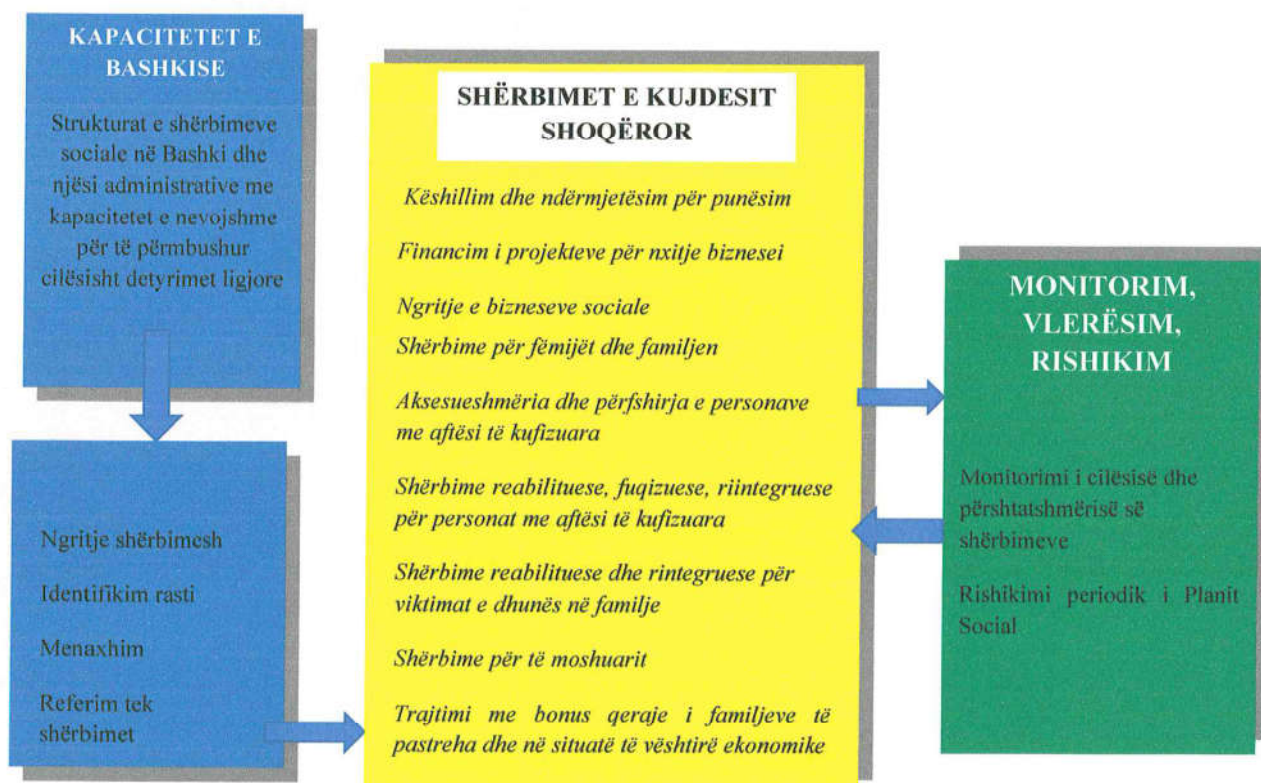 KAPACITETET E
BASHKISE
Strukturat e shërbimeve
sociale në Bashki dhe
njësi administrative me
kapacitetet e nevojshme
për të përmbushur
cilësisht detyrimet ligjore
Ngritje shërbimesh
Identifikim rasti
Menaxhim
Referim tek
shërbimet
SHËRBIMET E KUJDESIT
SHOQËROR
Këshillim dhe ndërmjetësim për punësim
Financim i projekteve për nxitje biznesei
Ngritje e bizneseve sociale
Shërbime për fëmijët dhe familjen
Aksesueshmëria dhe përfshirja e personave
me aftësi të kufizuara
Shërbime reabilituese, fuqizuese, riintegruese
për personat me aftësi të kufizuara
Shërbime reabilituese dhe rintegruese për
viktimat e dhunës në familje
Shërbime për të moshuarit
Trajtimi me bonus qeraje i familjeve të
pastreha dhe në situatë të vështirë ekonomike
MONITORIM,
VLERËSIM,
RISHIKIM
Monitorimi i cilësisë dhe
përshtatshmërisë së
shërbimeve
Rishikimi periodik i Planit
Social